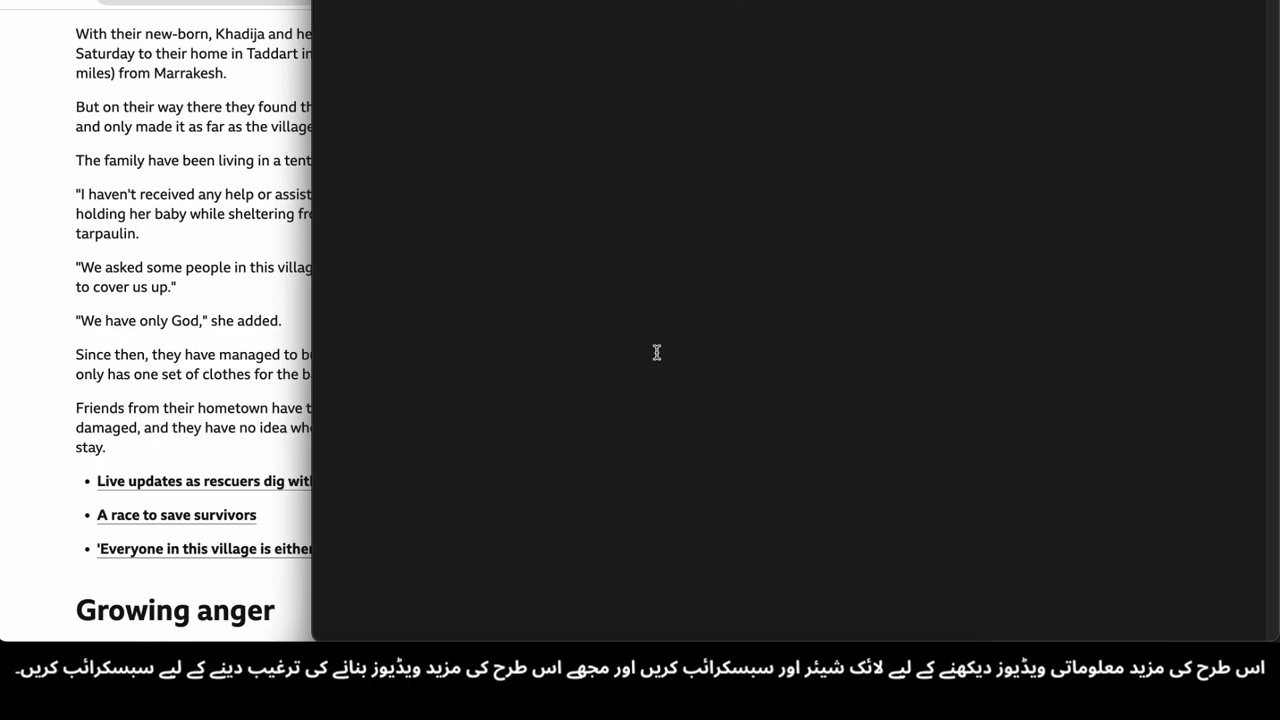 With their new-born, Khadija and he
Saturday to their home in Taddart in
miles) from Marrakesh.
But on their way there they found th
and only made it as far as the village
The family have been living in a tent
"I haven't received any help or assist
holding her baby while sheltering fro
tarpaulin.
"We asked some people in this villag
to cover us up."
"We have only God," she added.
Since then, they have managed to bu
only has one set of clothes for the b
Friends from their hometown have t
damaged, and they have no idea whe
stay.
• Live updates as rescuers dig wit
• A race to save survivors
• 'Everyone in this village is either
Growing anger
اس طرح کی مزید معلوماتی ویڈیوز دیکھنے کے لیے لائک شیئر اور سبسکرائب کریں اور مجھے اس طرح کی مزید ویڈیوز بنانے کی ترغیب دینے کے لیے سبسکرائب کریں۔